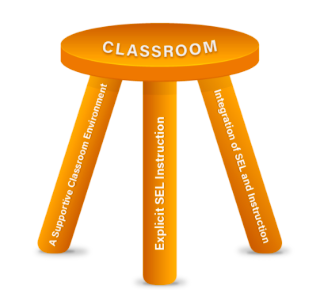 CLASSROOM
A Supportive Classroom Environment
Explicit SEL Instruction
Integration of SEL and Instruction